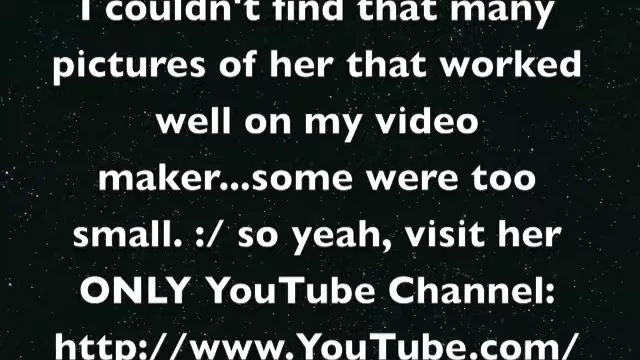 I couldn't find that many
pictures of her that worked
well on my video
maker...some were too
small. :/ so yeah, visit her
ONLY YouTube Channel:
http://www.YouTube.com/